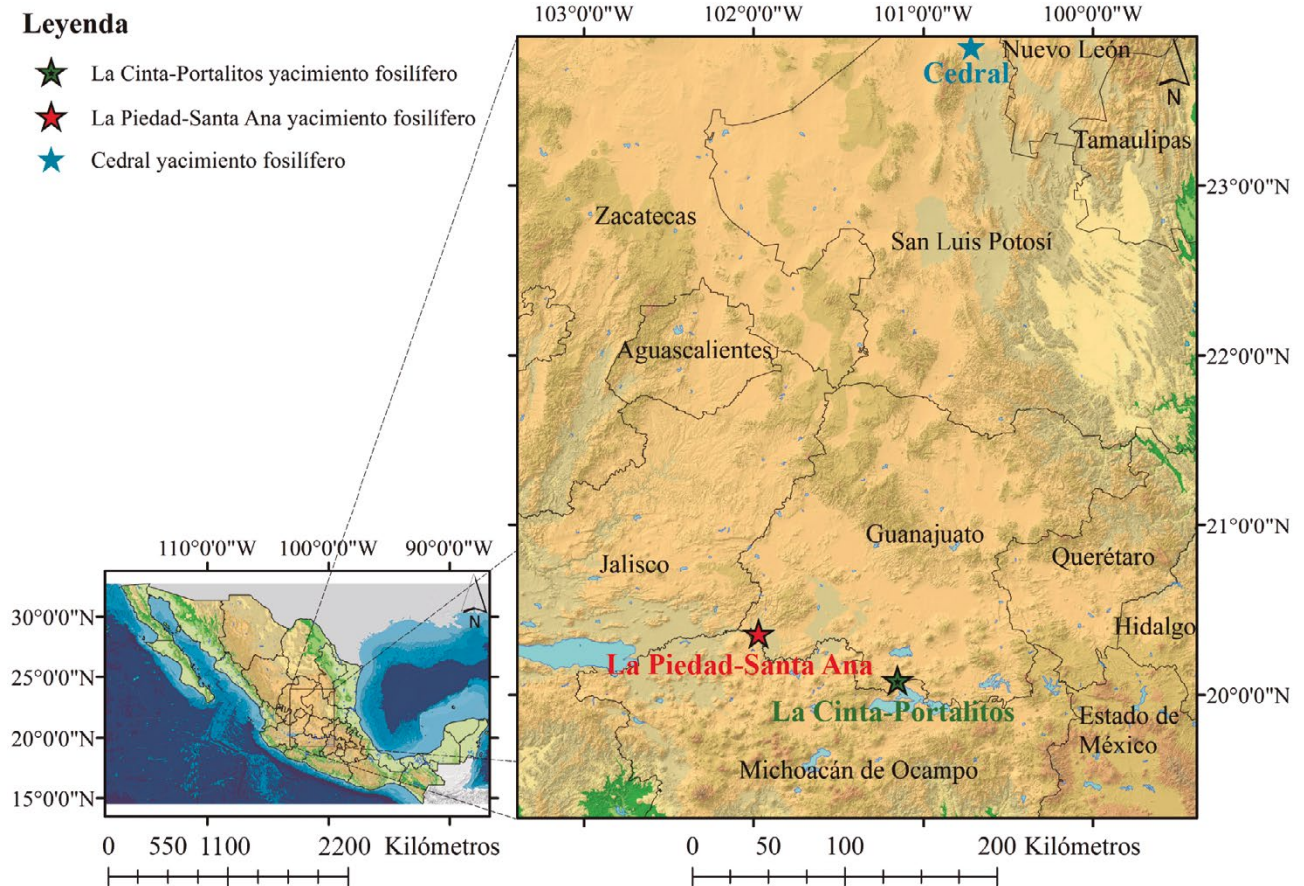 Leyenda
La Cinta-Portalitos yacimiento fosilífero
La Piedad-Santa Ana yacimiento fosilífero
Cedral yacimiento fosilífero
103°0'0"W 102°0'0"W 101°0'0"W 100°0'0"W
Nuevo León
Cedral
N
Tamaulipas
23°0'0"N
Zacatecas
San Luis Potosí
22°0'0"N
Aguascalientes
21°0'0"N
Guanajuato
Querétaro
Jalisco
Hidalgo
La Piedad-Santa Ana
20°0'0"N
La Cinta-Portalitos
Estado de
México
Michoacán de Ocampo
110°0'0"W 100°0'0"W 90°0'0"W
N
30°0'0"N
25°0'0"N
20°0'0"N
15°0'0"N
0 550 1100 2200 Kilómetros
0 50 100 200 Kilómetros